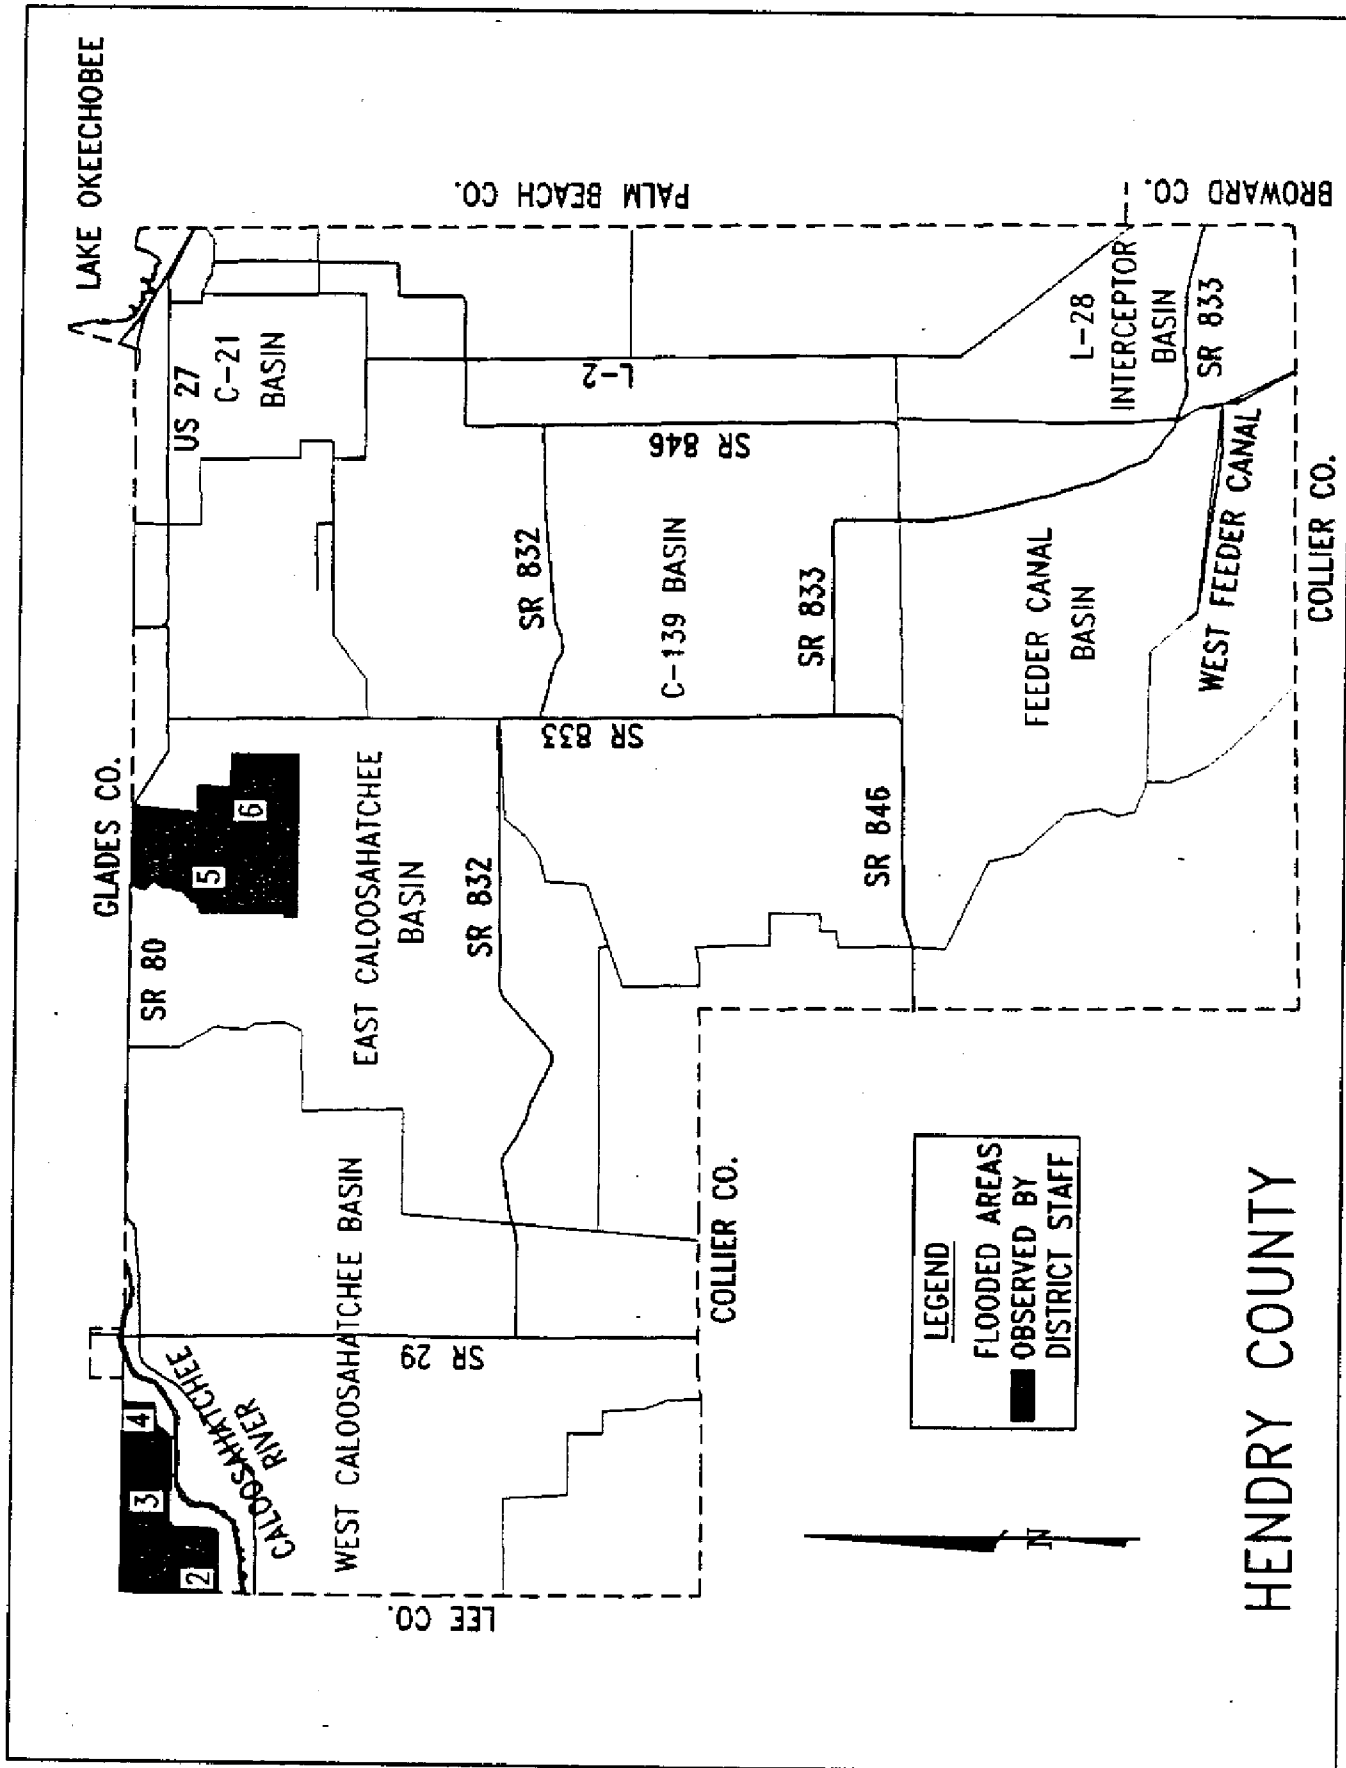 LAKE OKEECHOBEE
GLADES CO.
PALM BEACH CO.
BROWARD CO.
COLLIER CO.
COLLIER CO.
LEE CO.
US 27
C-21
BASIN
SR 80
5
6
4
3
2
CALOOSAHATCHEE
RIVER
WEST CALOOSAHATCHEE BASIN
EAST CALOOSAHATCHEE
BASIN
SR 29
SR 832
SR 833
SR 832
C-139 BASIN
SR 846
L-2
SR 833
SR 846
FEEDER CANAL
BASIN
L-28
INTERCEPTOR
BASIN
SR 833
WEST FEEDER CANAL
LEGEND
FLOODED AREAS
OBSERVED BY
DISTRICT STAFF
N
HENDRY COUNTY